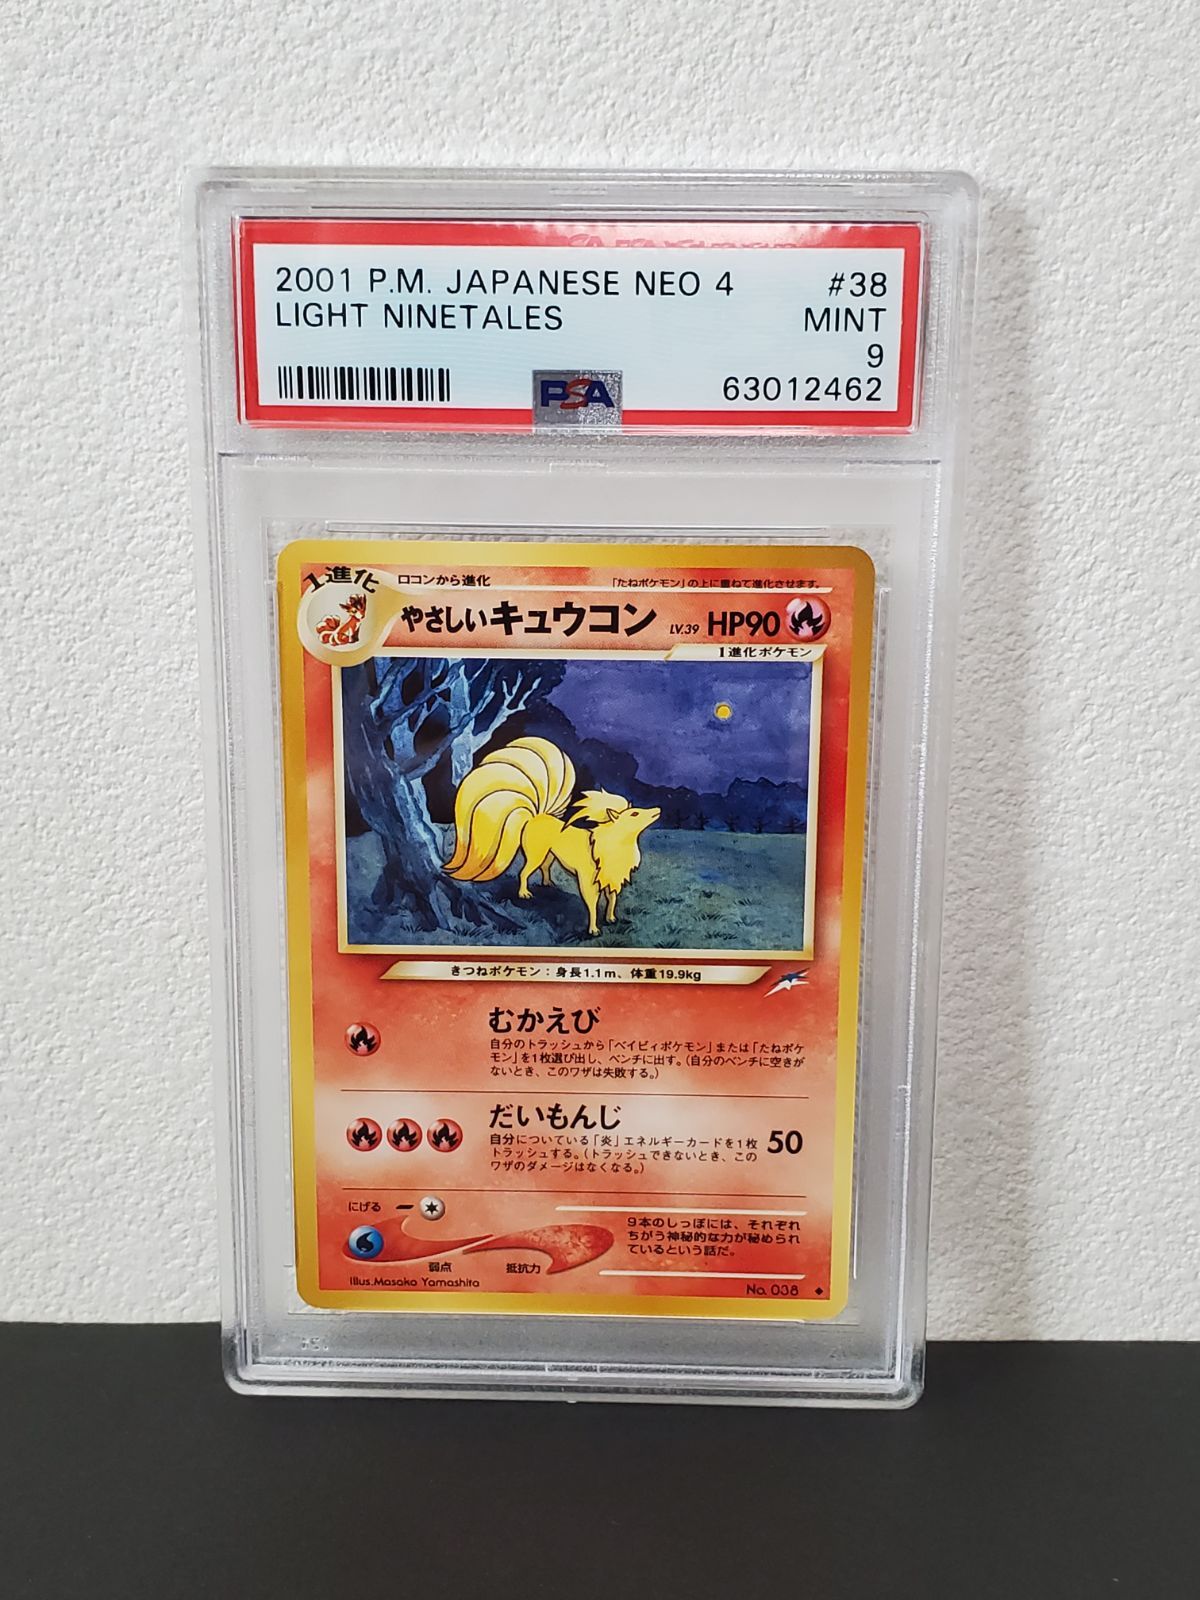 2001 P.M. JAPANESE NEO 4 #38
LIGHT NINETALES MINT
9
PSA 63012462
1進化
ロコンから進化 「たねポケモン」の上に重ねて進化させます。
やさしいキュウコン LV.39 HP90
1進化ポケモン
きつねポケモン：身長1.1m、体重19.9kg
むかえび
自分のトラッシュから「ベイビィポケモン」または「たねポケ
モン」を1枚選び出し、ベンチに出す。（自分のベンチに空きが
ないとき、このワザは失敗する。）
だいもんじ
自分についている「炎」エネルギーカードを1枚
トラッシュする。（トラッシュできないとき、この
ワザのダメージはなくなる。）
50
にげる
弱点 抵抗力
9本のしっぽには、それぞれ
ちがう神秘的な力が秘められ
ているという話だ。
Illus.Masako Yamashita
No. 038